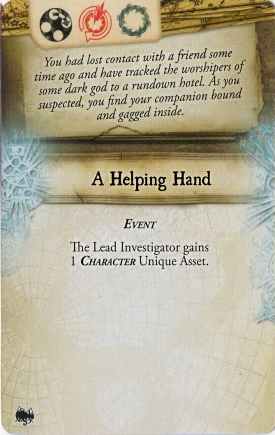 You had lost contact with a friend some
time ago and have tracked the worshipers of
some dark god to a rundown hotel. As you
suspected, you find your companion bound
and gagged inside.
A Helping Hand
EVENT
The Lead Investigator gains
1 CHARACTER Unique Asset.